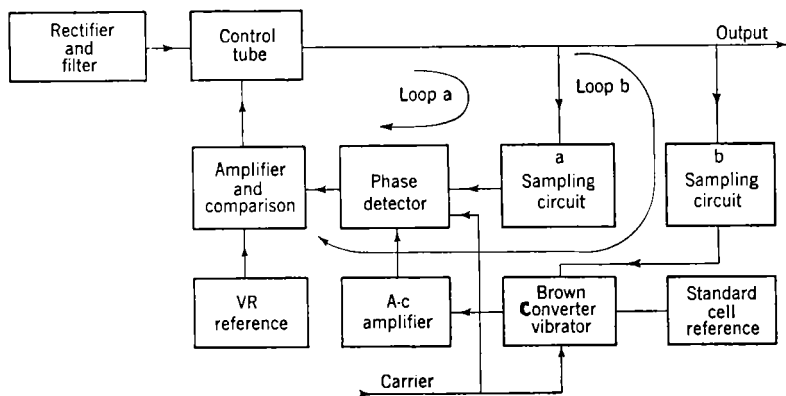 Rectifier
and
filter
Control
tube
Output
Loop a
Loop b
Amplifier
and
comparison
Phase
detector
a
Sampling
circuit
b
Sampling
circuit
VR
reference
A-c
amplifier
Brown
Converter
vibrator
Standard
cell
reference
Carrier